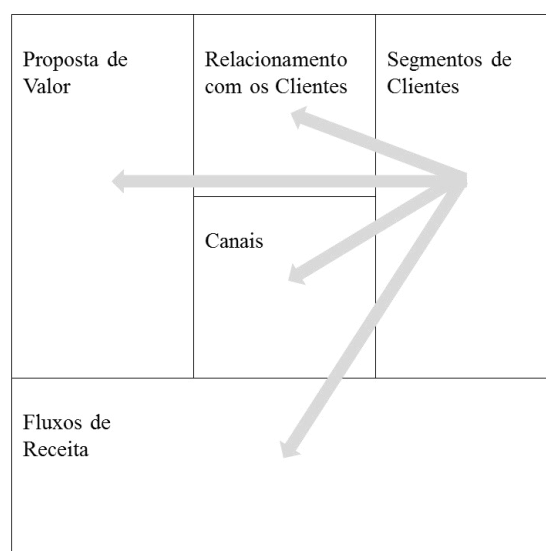 Proposta de
Valor
Relacionamento
com os Clientes
Segmentos de
Clientes
Canais
Fluxos de
Receita